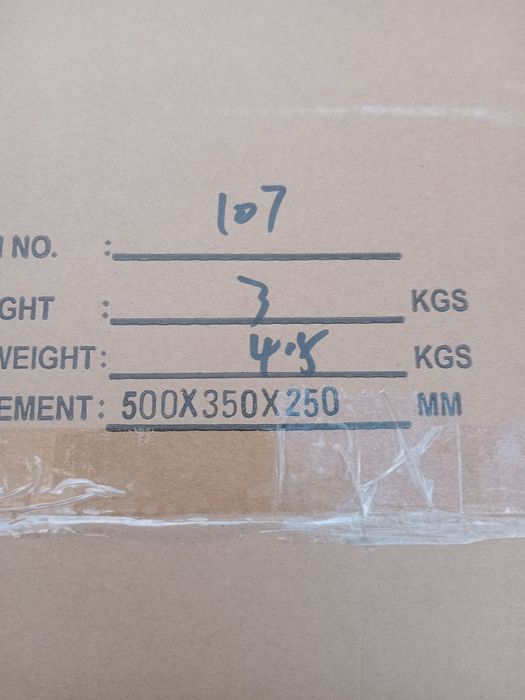 N NO. : 107
GHT : 3 KGS
WEIGHT: 4.5 KGS
EMENT: 500X350X250 MM